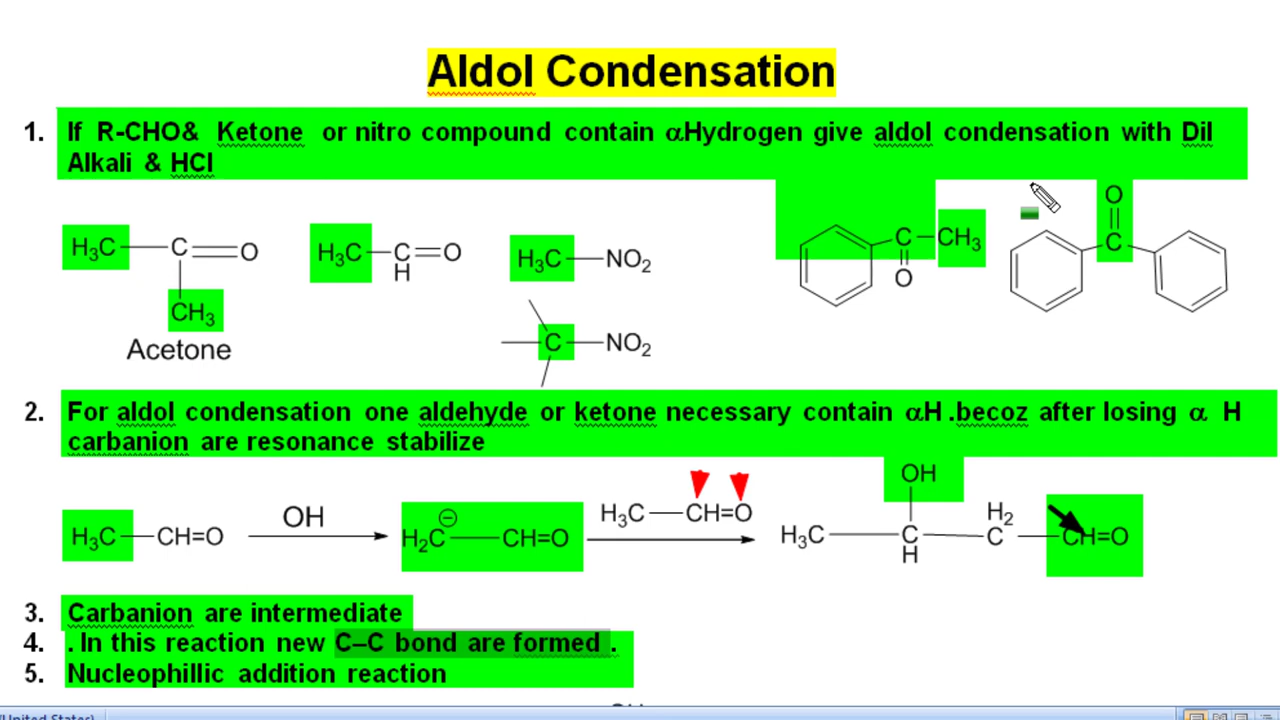 Aldol Condensation
1. If R-CHO& Ketone or nitro compound contain αHydrogen give aldol condensation with Dil
Alkali & HCl
H₃C C O
CH₃
Acetone
H₃C C O
H
H₃C NO₂
C NO₂
C CH₃
O
O
C
2. For aldol condensation one aldehyde or ketone necessary contain αH .becoz after losing α H
carbanion are resonance stabilize
H₃C CH=O
OH
⊖
H₂C CH=O
H₃C CH=O
OH
H₃C C C CH=O
H H₂
3. Carbanion are intermediate
4. . In this reaction new C–C bond are formed .
5. Nucleophillic addition reaction
(United States)